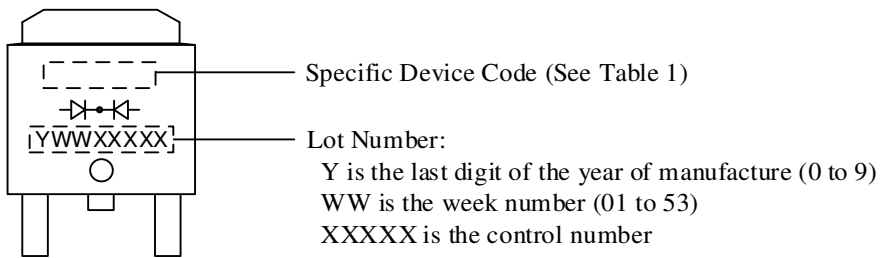 Specific Device Code (See Table 1)
YWWXXXXX
Lot Number:
Y is the last digit of the year of manufacture (0 to 9)
WW is the week number (01 to 53)
XXXXX is the control number